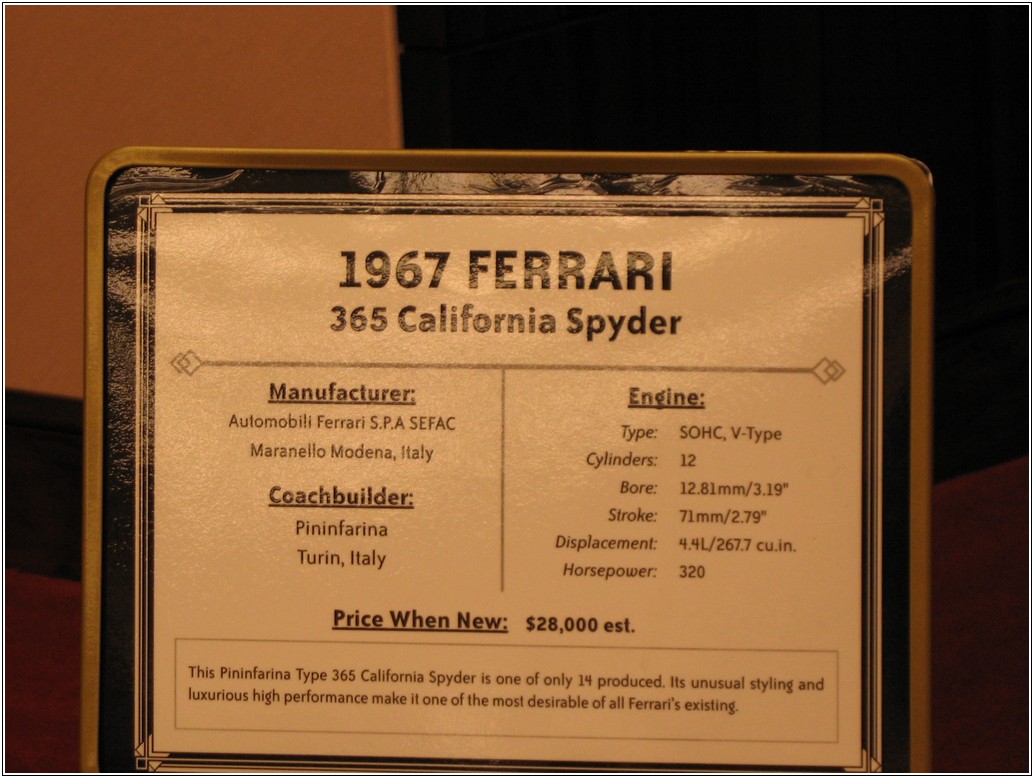 1967 FERRARI
365 California Spyder
Manufacturer:
Automobili Ferrari S.P.A SEFAC
Maranello Modena, Italy
Coachbuilder:
Pininfarina
Turin, Italy
Engine:
Type: SOHC, V-Type
Cylinders: 12
Bore: 12.81mm/3.19"
Stroke: 71mm/2.79"
Displacement: 4.4L/267.7 cu.in.
Horsepower: 320
Price When New: $28,000 est.
This Pininfarina Type 365 California Spyder is one of only 14 produced. Its unusual styling and
luxurious high performance make it one of the most desirable of all Ferrari's existing.